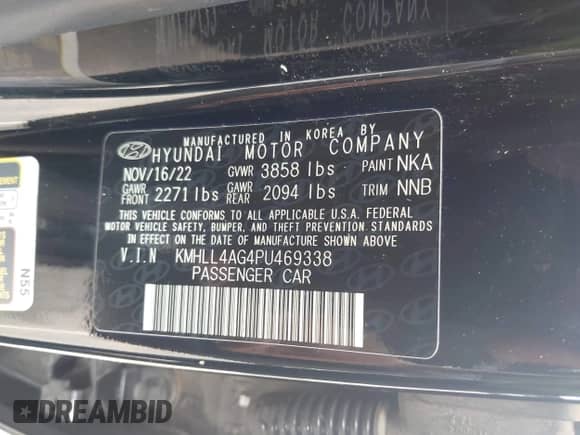 MANUFACTURED IN KOREA BY
HYUNDAI MOTOR COMPANY
NOV/16/22 GVWR 3858 lbs PAINT NKA
GAWR FRONT 2271 lbs GAWR REAR 2094 lbs TRIM NNB
THIS VEHICLE CONFORMS TO ALL APPLICABLE U.S.A. FEDERAL
MOTOR VEHICLE SAFETY, BUMPER, AND THEFT PREVENTION STANDARDS
IN EFFECT ON THE DATE OF MANUFACTURE SHOWN ABOVE.
V.I.N KMHLL4AG4PU469338
PASSENGER CAR
N55
DREAMBID